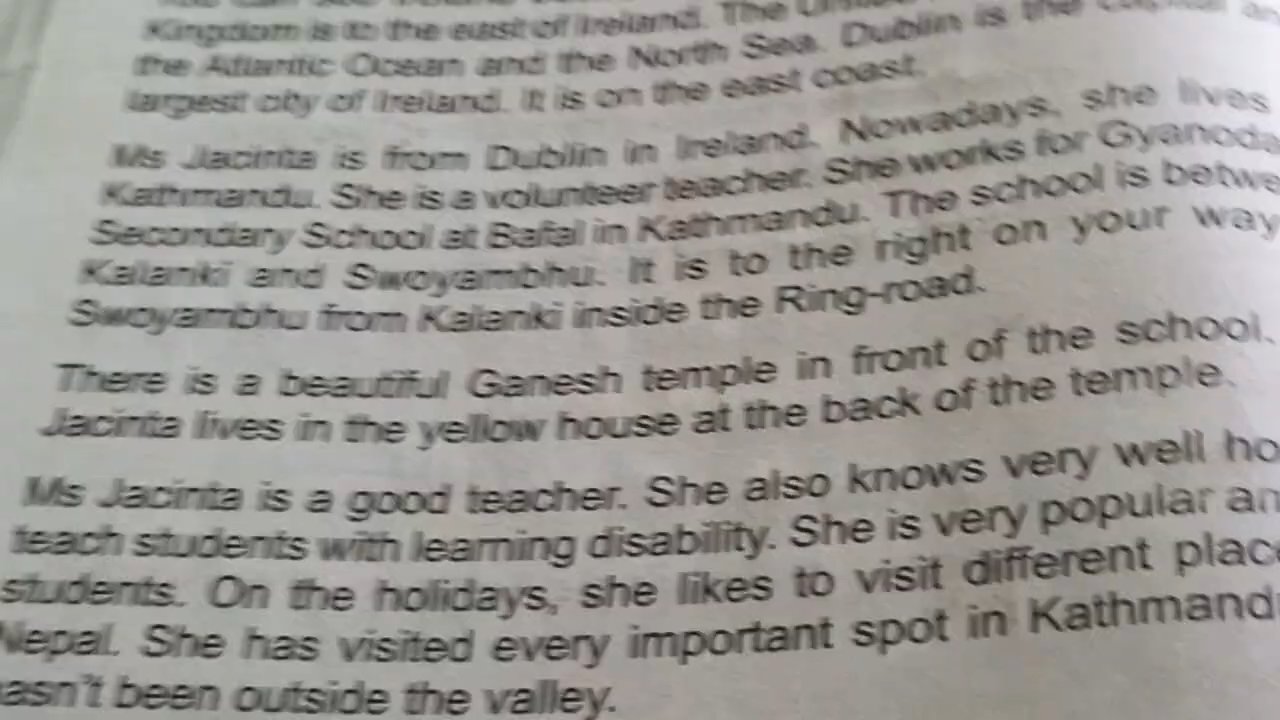 Kingdom is to the east of Ireland. The
the Atlantic Ocean and the North Sea. Dublin is the
largest city of Ireland. It is on the east coast.
Ms Jacinta is from Dublin in Ireland. Nowadays, she lives
Kathmandu. She is a volunteer teacher. She works for
Secondary School at Bafal in Kathmandu. The school is
Kalanki and Swoyambhu. It is to the right on your way
Swoyambhu from Kalanki inside the Ring-road.
There is a beautiful Ganesh temple in front of the school.
Jacinta lives in the yellow house at the back of the temple.
Ms Jacinta is a good teacher. She also knows very well
teach students with learning disability. She is very popular
students. On the holidays, she likes to visit different
Nepal. She has visited every important spot in
been outside the valley.